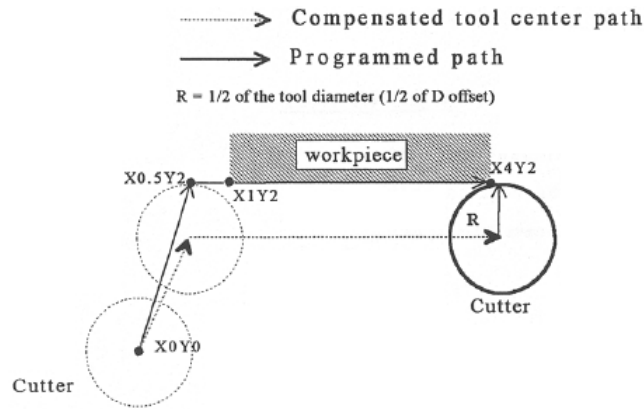 Compensated tool center path
Programmed path
R = 1/2 of the tool diameter (1/2 of D offset)
workpiece
X0.5Y2
X1Y2
X4Y2
R
Cutter
X0Y0
Cutter